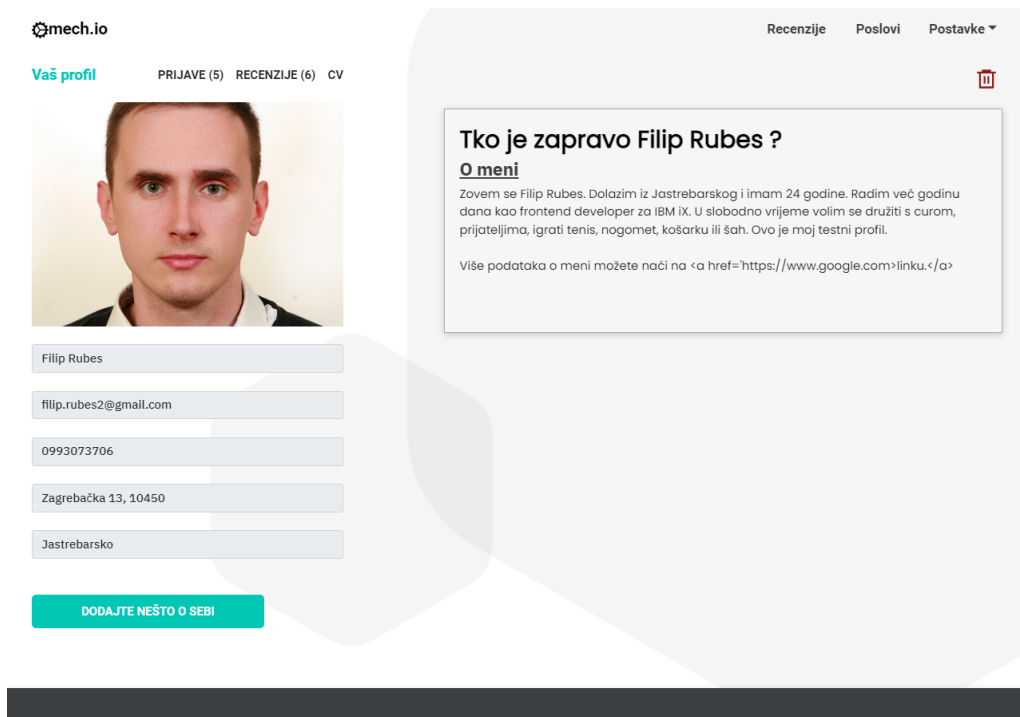 mech.io
Recenzije Poslovi Postavke
Vaš profil PRIJAVE (5) RECENZIJE (6) CV
Filip Rubes
filip.rubes2@gmail.com
0993073706
Zagrebačka 13, 10450
Jastrebarsko
DODAJTE NEŠTO O SEBI
Tko je zapravo Filip Rubes ?
O meni
Zovem se Filip Rubes. Dolazim iz Jastrebarskog i imam 24 godine. Radim već godinu
dana kao frontend developer za IBM iX. U slobodno vrijeme volim se družiti s curom,
prijateljima, igrati tenis, nogomet, košarku ili šah. Ovo je moj testni profil.
Više podataka o meni možete naći na <a href='https://www.google.com>linku.</a>